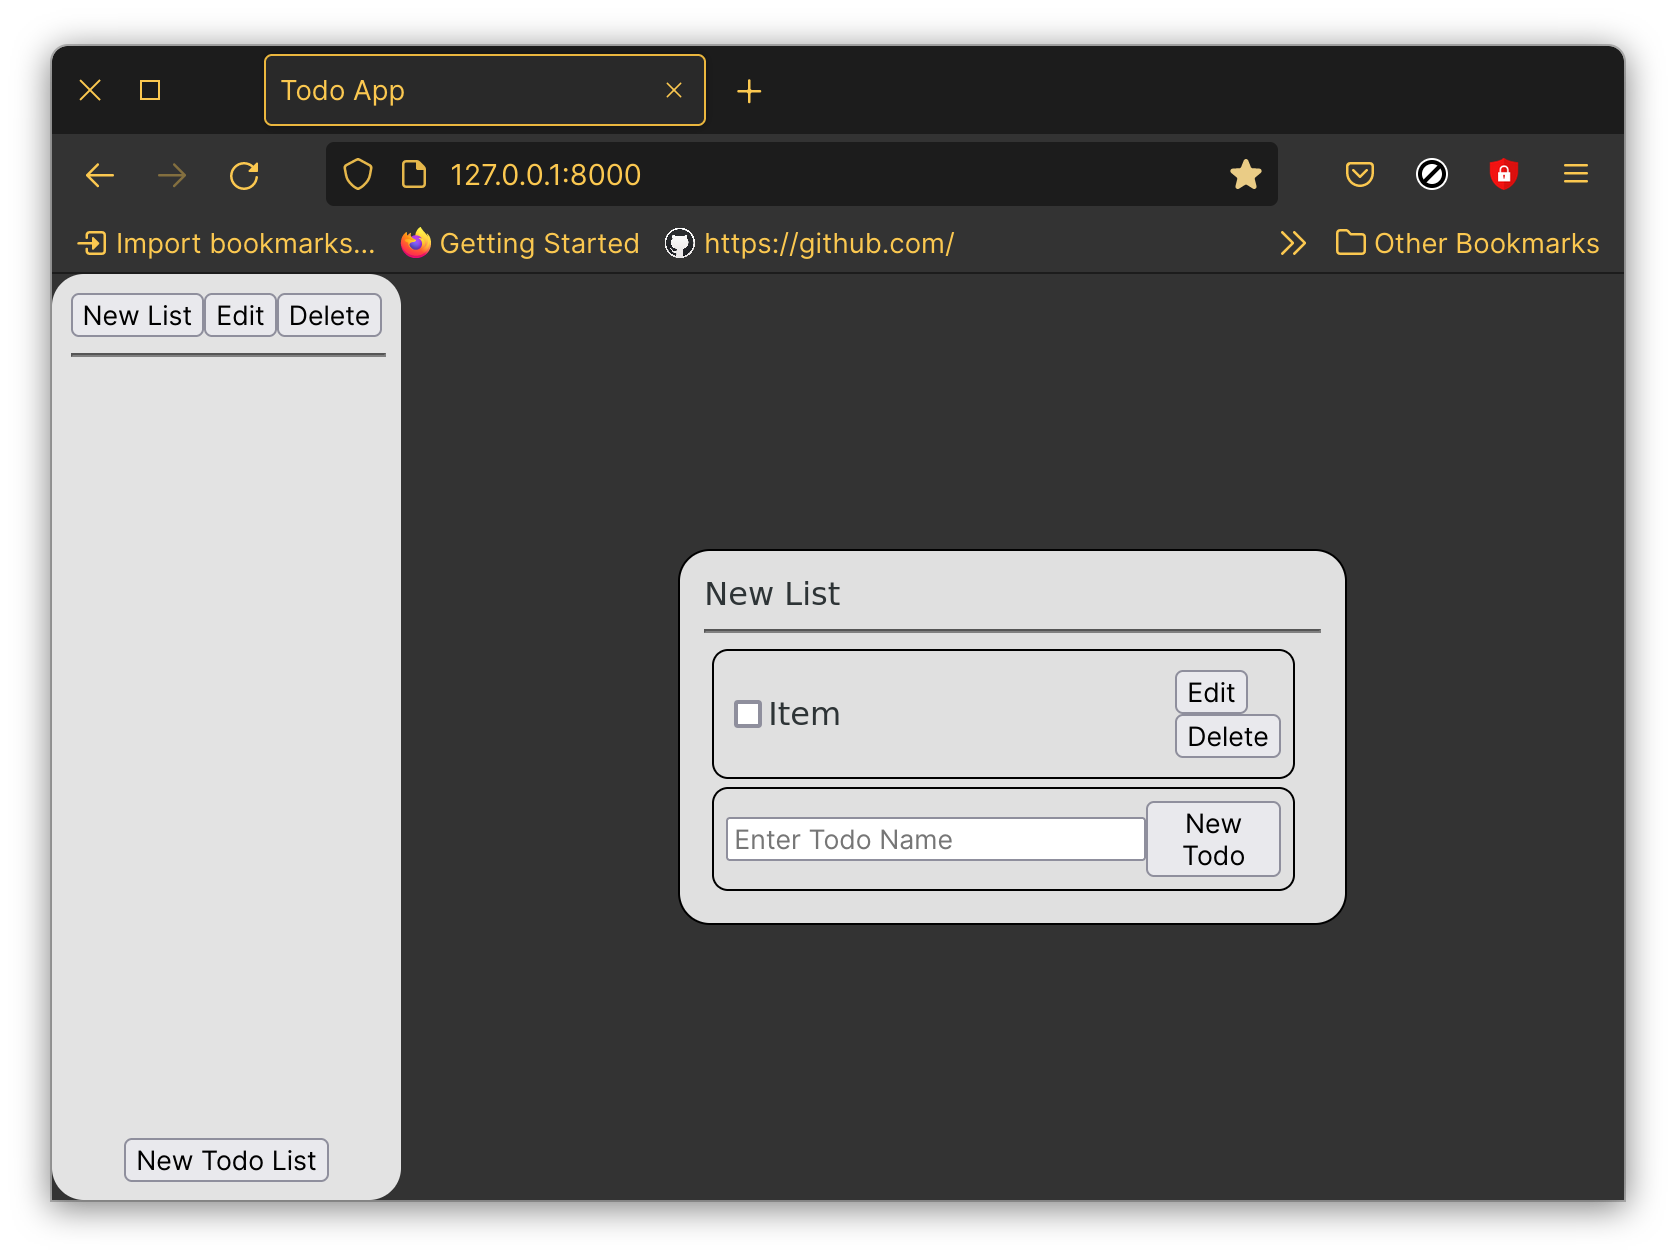 Todo App
127.0.0.1:8000
Import bookmarks... Getting Started https://github.com/ Other Bookmarks
New List Edit Delete
New List
Item
Edit
Delete
Enter Todo Name
New
Todo
New Todo List